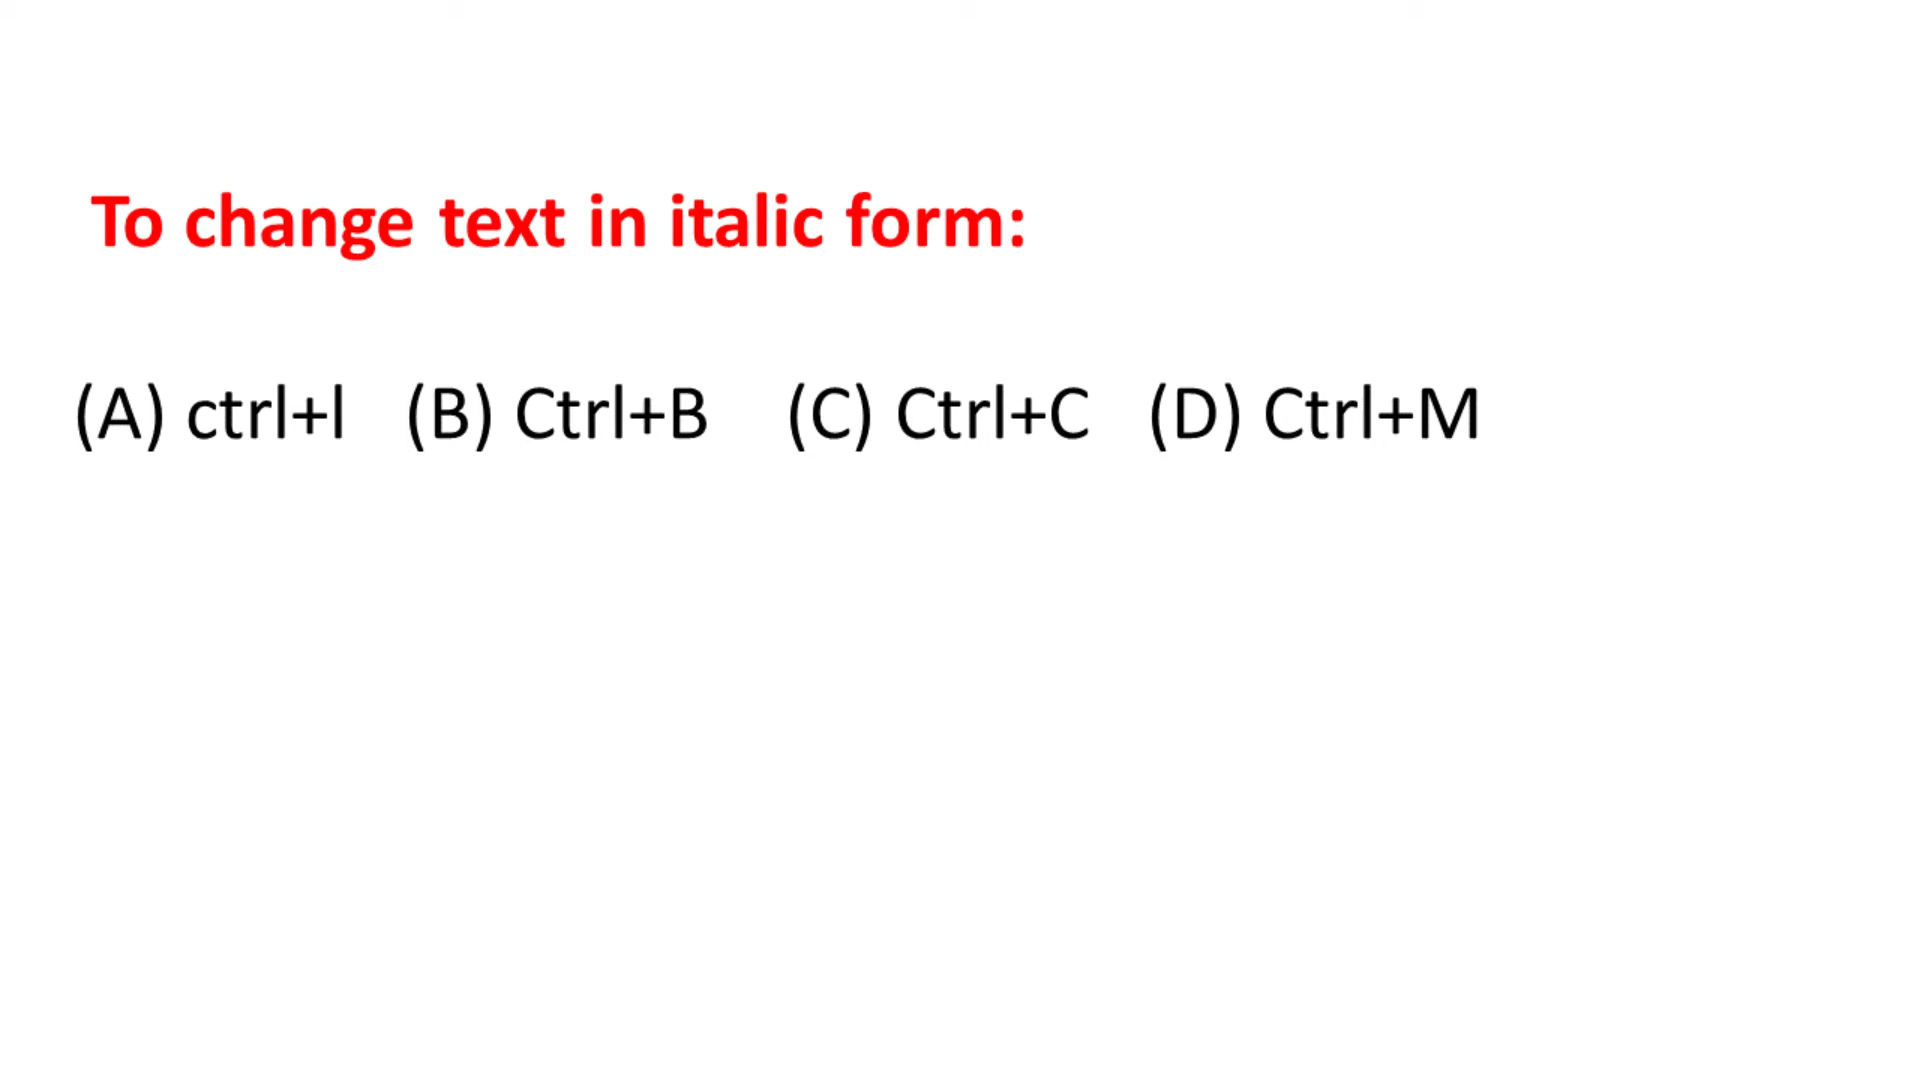 To change text in italic form:
(A) ctrl+l (B) Ctrl+B (C) Ctrl+C (D) Ctrl+M